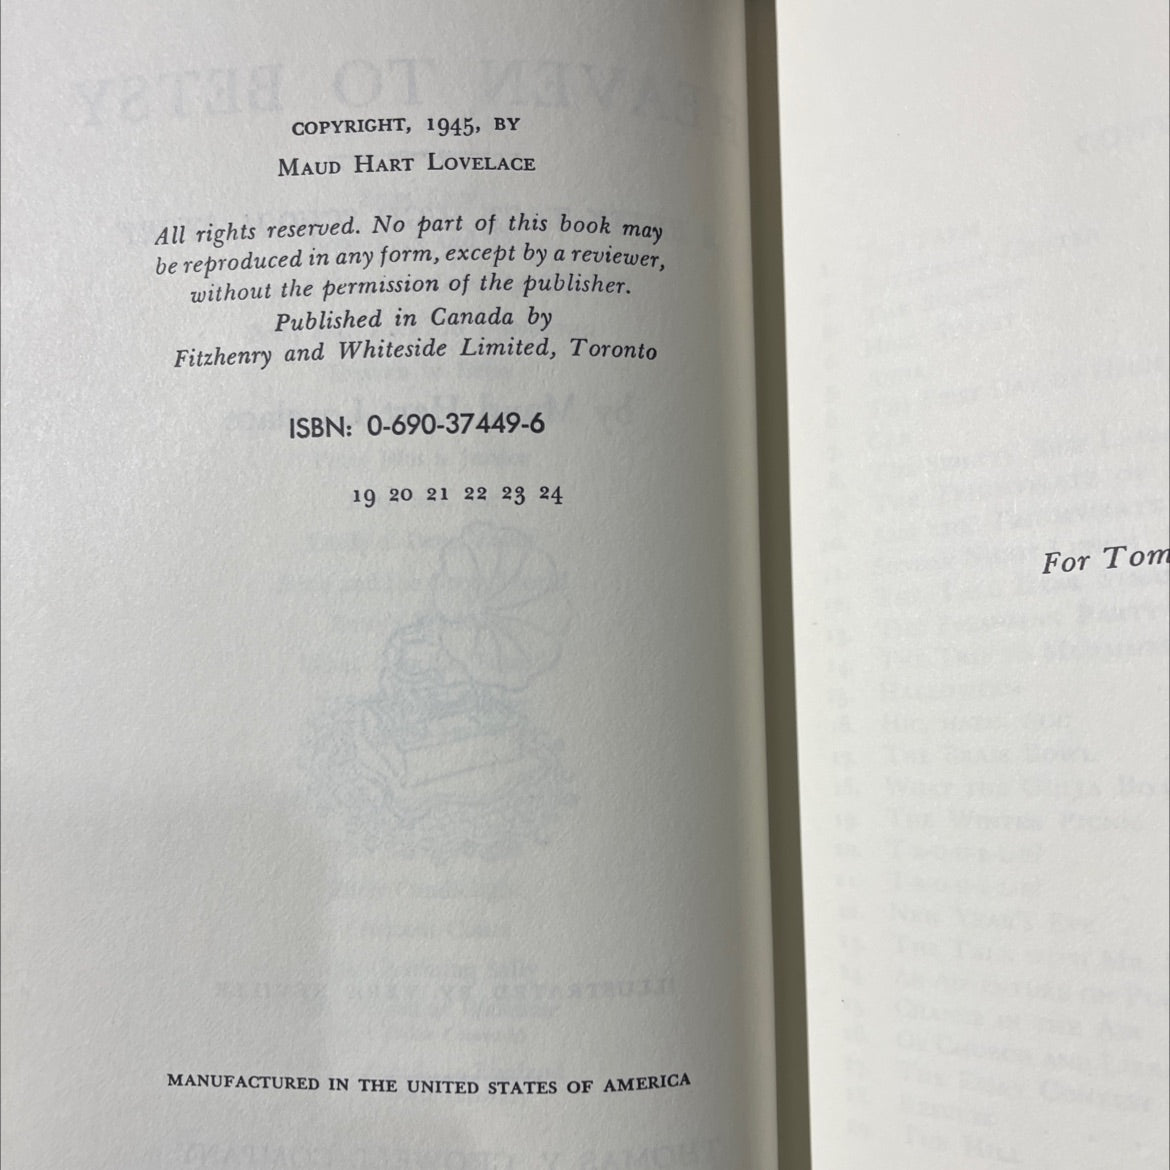 COPYRIGHT, 1945, BY
MAUD HART LOVELACE
All rights reserved. No part of this book may
be reproduced in any form, except by a reviewer,
without the permission of the publisher.
Published in Canada by
Fitzhenry and Whiteside Limited, Toronto
ISBN: 0-690-37449-6
19 20 21 22 23 24
MANUFACTURED IN THE UNITED STATES OF AMERICA
For Tom